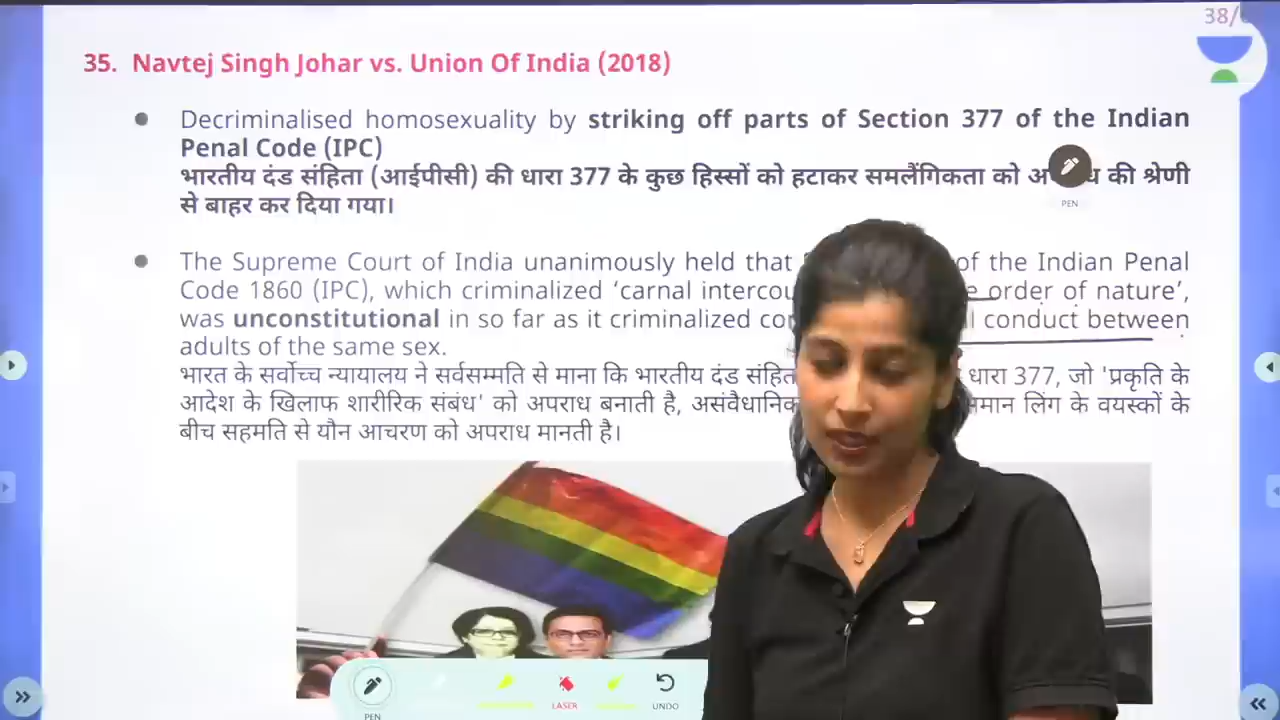 38/
35. Navtej Singh Johar vs. Union Of India (2018)
Decriminalised homosexuality by striking off parts of Section 377 of the Indian
Penal Code (IPC)
भारतीय दंड संहिता (आईपीसी) की धारा 377 के कुछ हिस्सों को हटाकर समलैंगिकता को की श्रेणी
PEN
से बाहर कर दिया गया।
The Supreme Court of India unanimously held that of the Indian Penal
Code 1860 (IPC), which criminalized ‘carnal order of nature’,
was unconstitutional in so far as it criminalized conduct between
adults of the same sex.
भारत के सर्वोच्च न्यायालय ने सर्वसम्मति से माना कि भारतीय दंड धारा 377, जो 'प्रकृति के
आदेश के खिलाफ शारीरिक संबंध' को अपराध बनाती है, लिंग के वयस्कों के
बीच सहमति से यौन आचरण को अपराध मानती है।
PEN LASER UNDO